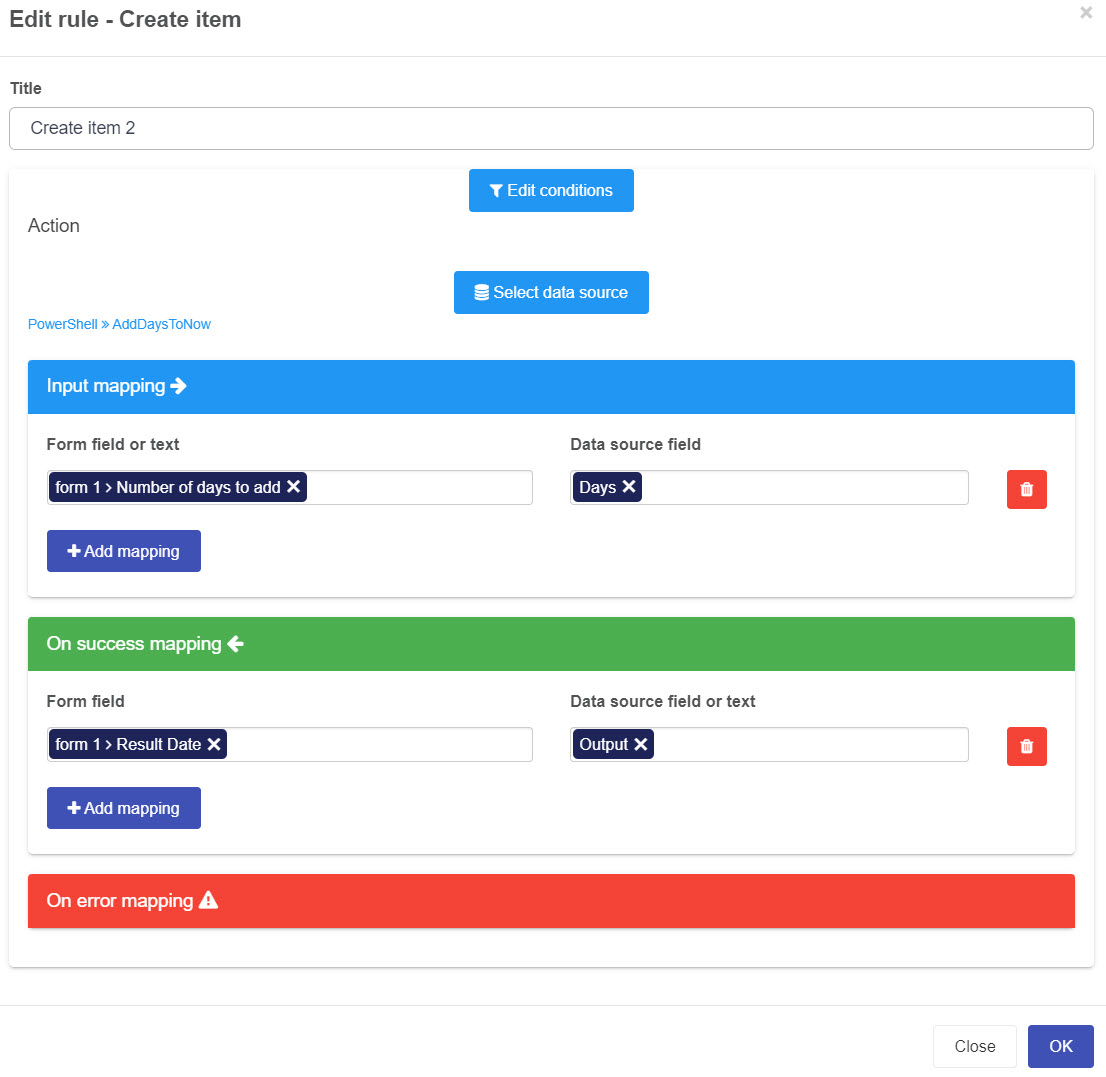 Edit rule - Create item
Title
Create item 2
Edit conditions
Action
Select data source
PowerShell » AddDaysToNow
Input mapping
Form field or text
Data source field
form 1 > Number of days to add
Days
Add mapping
On success mapping
Form field
Data source field or text
form 1 > Result Date
Output
Add mapping
On error mapping
Close
OK